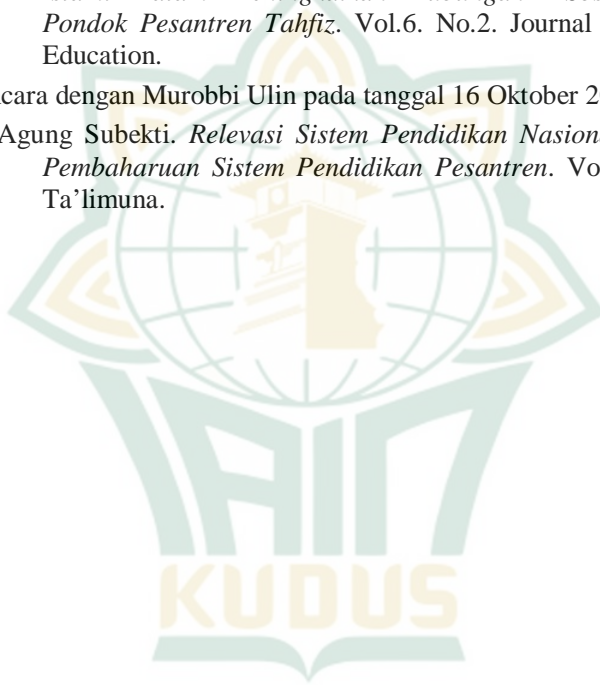 Pondok Pesantren Tahfiz. Vol.6. No.2. Journal
Education.
cara dengan Murobbi Ulin pada tanggal 16 Oktober 2
Agung Subekti. Relevasi Sistem Pendidikan Nasion
Pembaharuan Sistem Pendidikan Pesantren. Vo
Ta’limuna.
IAIN
KUDUS